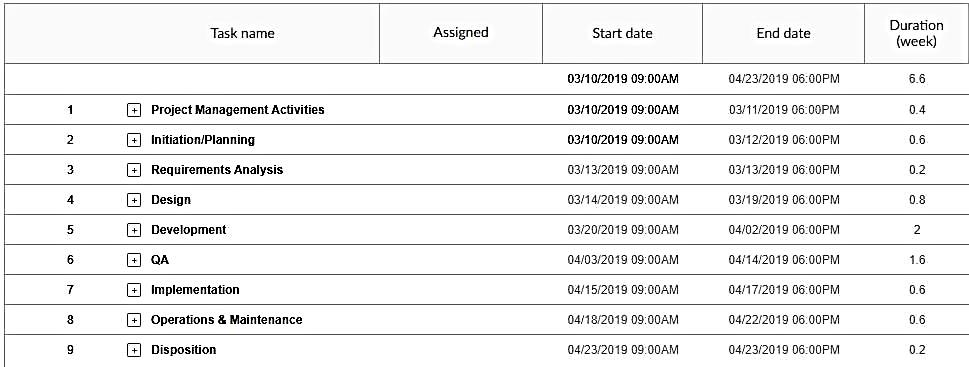 Task name Assigned Start date End date Duration (week)
03/10/2019 09:00AM 04/23/2019 06:00PM 6.6
1 + Project Management Activities 03/10/2019 09:00AM 03/11/2019 06:00PM 0.4
2 + Initiation/Planning 03/10/2019 09:00AM 03/12/2019 06:00PM 0.6
3 + Requirements Analysis 03/13/2019 09:00AM 03/13/2019 06:00PM 0.2
4 + Design 03/14/2019 09:00AM 03/19/2019 06:00PM 0.8
5 + Development 03/20/2019 09:00AM 04/02/2019 06:00PM 2
6 + QA 04/03/2019 09:00AM 04/14/2019 06:00PM 1.6
7 + Implementation 04/15/2019 09:00AM 04/17/2019 06:00PM 0.6
8 + Operations & Maintenance 04/18/2019 09:00AM 04/22/2019 06:00PM 0.6
9 + Disposition 04/23/2019 09:00AM 04/23/2019 06:00PM 0.2